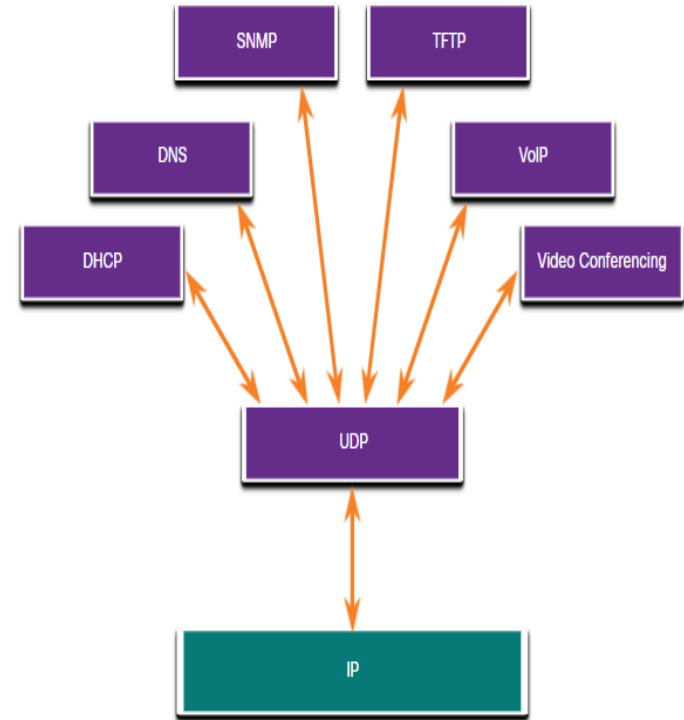 SNMP
TFTP
DNS
VoIP
DHCP
Video Conferencing
UDP
IP